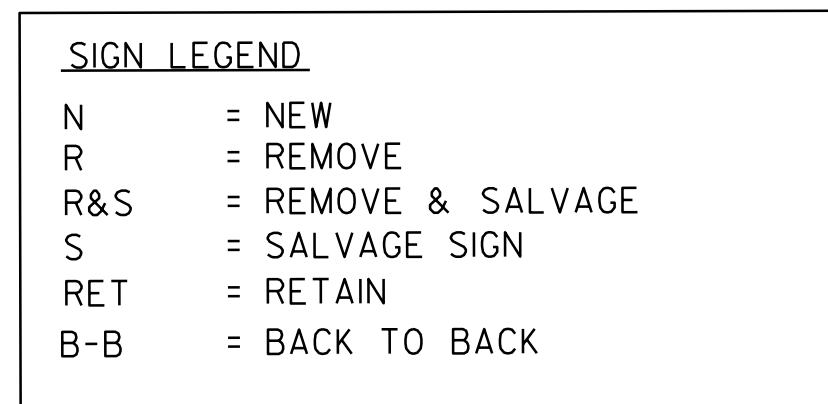 SIGN LEGEND
N = NEW
R = REMOVE
R&S = REMOVE & SALVAGE
S = SALVAGE SIGN
RET = RETAIN
B-B = BACK TO BACK